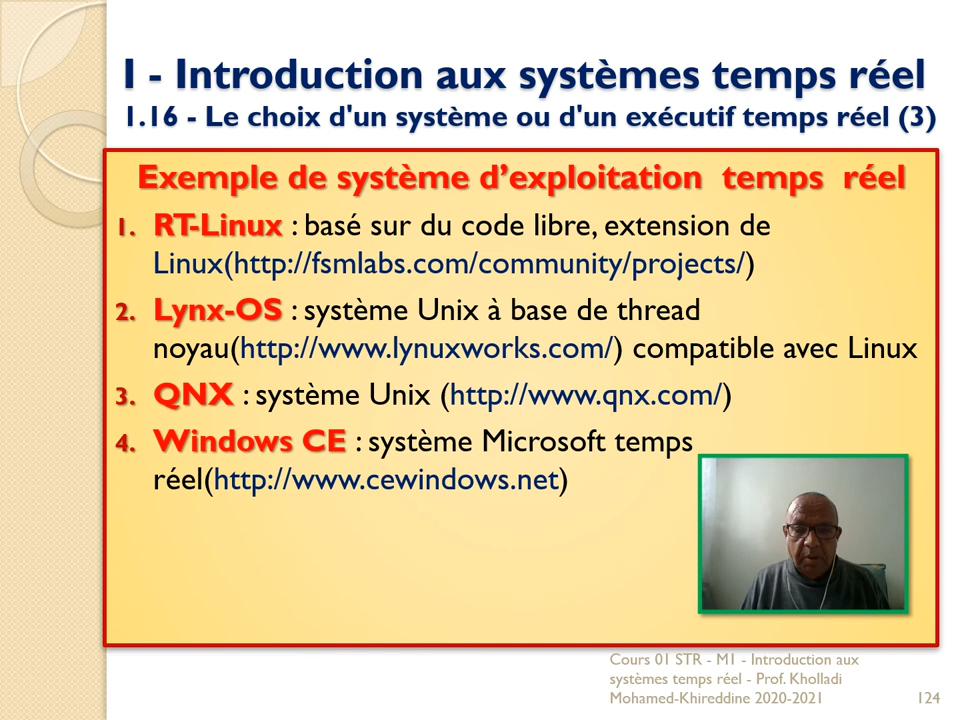 I - Introduction aux systèmes temps réel
1.16 - Le choix d'un système ou d'un exécutif temps réel (3)
Exemple de système d’exploitation temps réel
1. RT-Linux : basé sur du code libre, extension de
Linux(http://fsmlabs.com/community/projects/)
2. Lynx-OS : système Unix à base de thread
noyau(http://www.lynuxworks.com/) compatible avec Linux
3. QNX : système Unix (http://www.qnx.com/)
4. Windows CE : système Microsoft temps
réel(http://www.cewindows.net)
Cours 01 STR - M1 - Introduction aux
systèmes temps réel - Prof. Kholladi
Mohamed-Khireddine 2020-2021
124